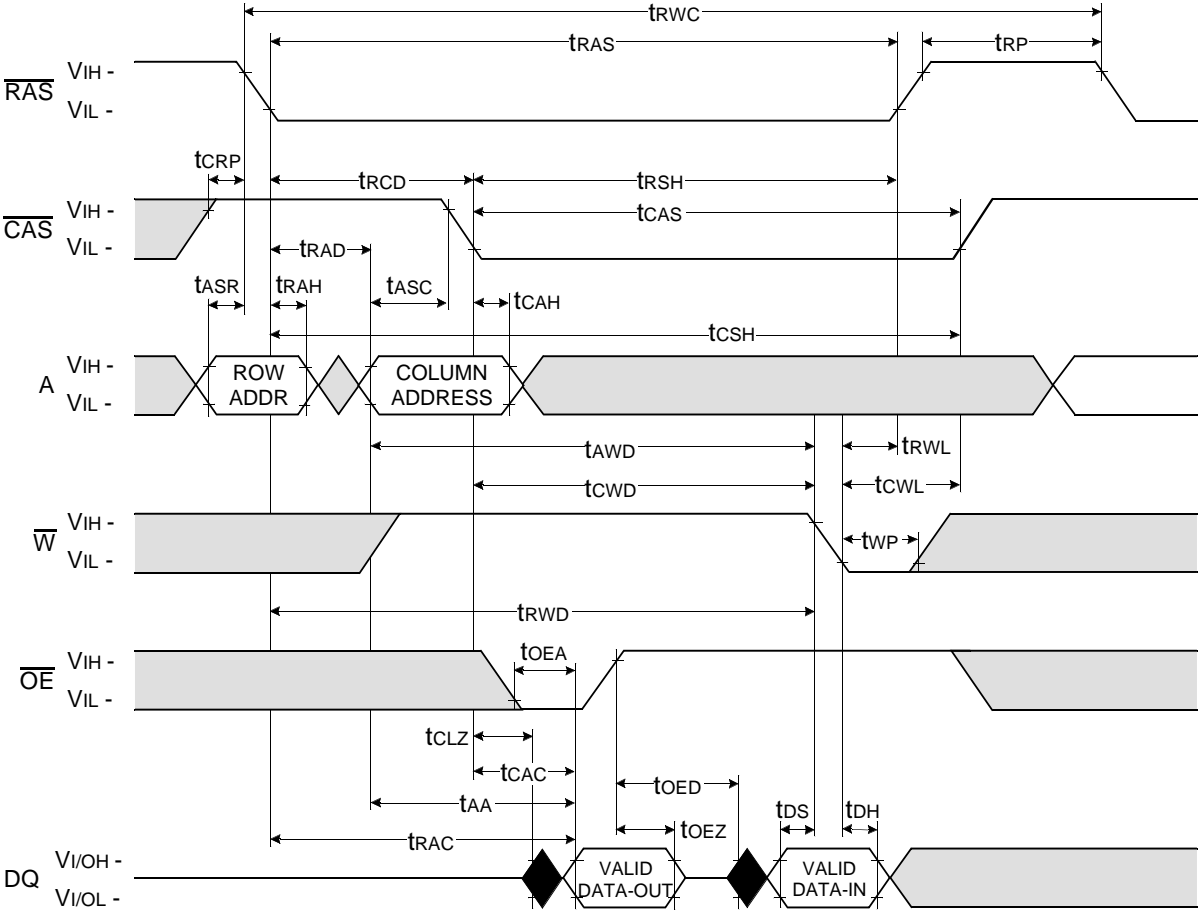 tRWC
tRAS
tRP
RAS
VIH -
VIL -
tCRP
tRCD
tRSH
CAS
VIH -
VIL -
tCAS
tRAD
tASR
tRAH
tASC
tCAH
tCSH
A
VIH -
VIL -
ROW
ADDR
COLUMN
ADDRESS
tAWD
tRWL
tCWD
tCWL
W
VIH -
VIL -
tWP
tRWD
OE
VIH -
VIL -
tOEA
tCLZ
tCAC
tOED
tAA
tDS
tDH
tOEZ
tRAC
DQ
VI/OH -
VI/OL -
VALID
DATA-OUT
VALID
DATA-IN